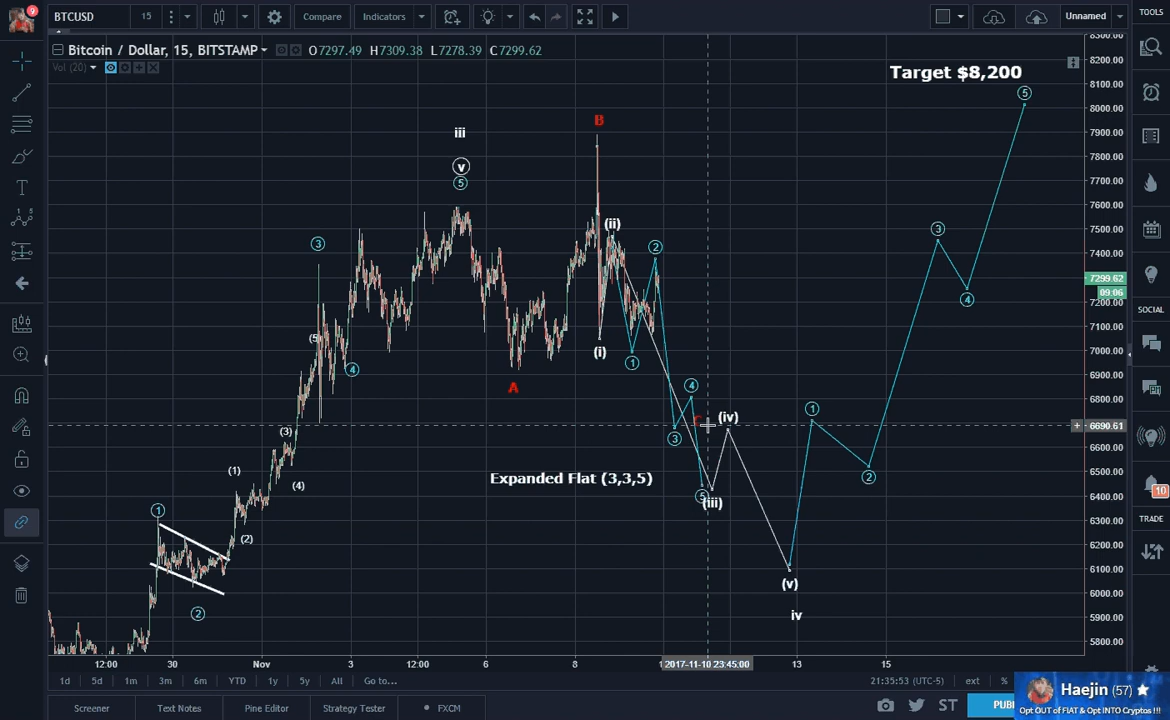 9
BTCUSD
15
Compare
Indicators
Unnamed
TOOLS
Bitcoin / Dollar, 15, BITSTAMP
O7297.49 H7309.38 L7278.39 C7299.62
Vol (20)
Target $8,200
8300.00
8200.00
8100.00
8000.00
7900.00
7800.00
7700.00
7600.00
7500.00
7400.00
7299.62
09:06
7200.00
7100.00
7000.00
6900.00
6800.00
6690.61
6600.00
6500.00
6400.00
6300.00
6200.00
6100.00
6000.00
5900.00
5800.00
5
B
iii
v
5
(ii)
3
2
3
4
(5)
(i)
1
4
A
4
1
(iv)
C
3
(3)
(1)
2
Expanded Flat (3,3,5)
(4)
5
(iii)
1
(2)
(v)
2
iv
SOCIAL
10
TRADE
12:00
30
Nov
3
12:00
6
8
2017-11-10 23:45:00
13
15
1d
5d
1m
3m
6m
YTD
1y
5y
All
Go to...
21:35:53 (UTC-5)
ext
%
Haejin (57)
Opt OUT of FIAT & Opt INTO Cryptos !!!
Screener
Text Notes
Pine Editor
Strategy Tester
FXCM
ST
PUB